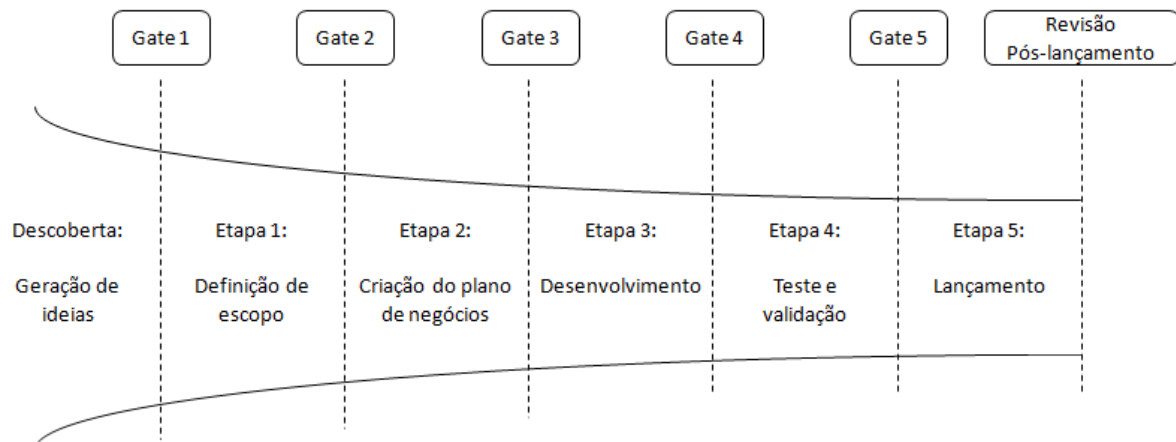 Gate 1
Gate 2
Gate 3
Gate 4
Gate 5
Revisão
Pós-lançamento
Descoberta:
Geração de
ideias
Etapa 1:
Definição de
escopo
Etapa 2:
Criação do plano
de negócios
Etapa 3:
Desenvolvimento
Etapa 4:
Teste e
validação
Etapa 5:
Lançamento